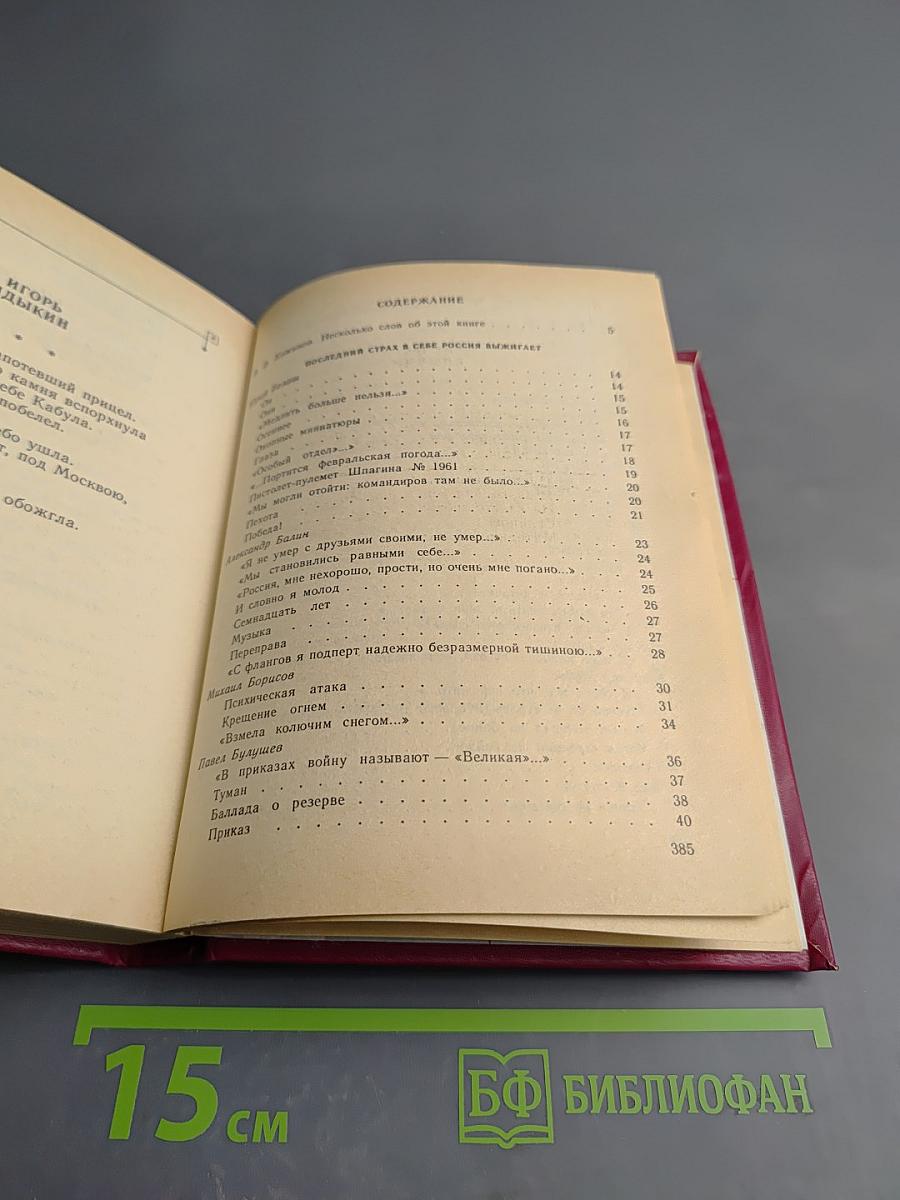 ИГОРЬ
ДЫКИН
* *
апотевший прицел.
о камня вспорхнула
ебе Кабула.
побелел.
ебо ушла.
т, под Москвою,
обожгла.
СОДЕРЖАНИЕ
Несколько слов об этой книге 5
ПОСЛЕДНИЙ СТРАХ В СЕБЕ РОССИЯ ВЫЖИГАЕТ
14
14
больше нельзя...» 15
Осеннее 15
Окопные миниатюры 16
17
«Особый отдел»...» 17
«...Портится февральская погода...» 18
Пистолет-пулемет Шпагина № 1961 19
«Мы могли отойти: командиров там не было...» 20
Пехота 20
Победа! 21
Александр Балин
«Я не умер с друзьями своими, не умер...» 23
«Мы становились равными себе...» 24
«Россия, мне нехорошо, прости, но очень мне погано...» 24
И словно я молод 25
Семнадцать лет 26
Музыка 27
Переправа 27
«С флангов я подперт надежно безразмерной тишиною...» 28
Михаил Борисов
Психическая атака 30
Крещение огнем 31
«Взмела колючим снегом...» 34
Павел Булушев
«В приказах войну называют — «Великая»...» 36
Туман 37
Баллада о резерве 38
Приказ 40
385
15 см
БФ БИБЛИОФАН